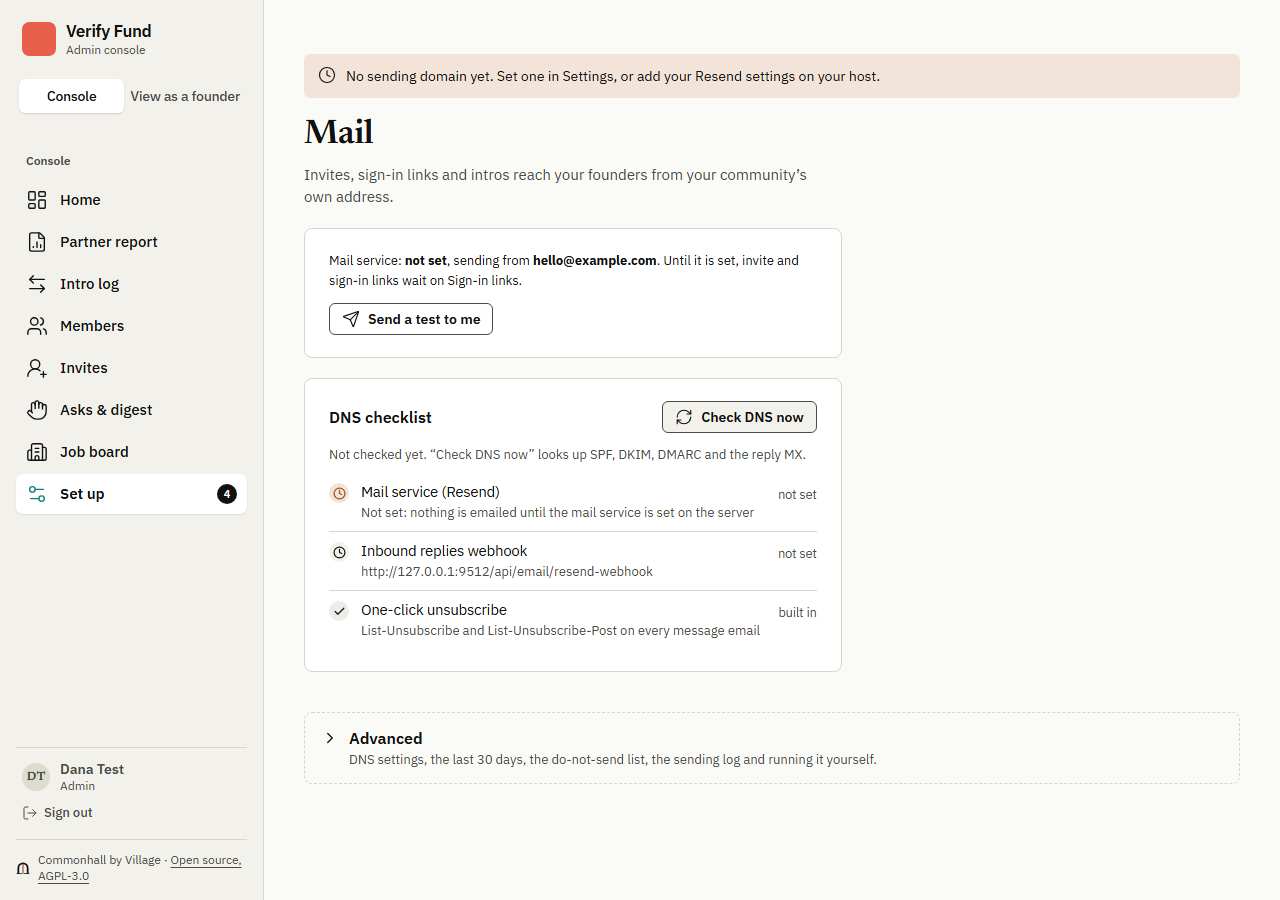 Verify Fund
Admin console
Console
View as a founder
Console
Home
Partner report
Intro log
Members
Invites
Asks & digest
Job board
Set up
4
DT
Dana Test
Admin
Sign out
Commonhall by Village · Open source,
AGPL-3.0
No sending domain yet. Set one in Settings, or add your Resend settings on your host.
Mail
Invites, sign-in links and intros reach your founders from your community’s
own address.
Mail service: not set, sending from hello@example.com. Until it is set, invite and
sign-in links wait on Sign-in links.
Send a test to me
DNS checklist
Check DNS now
Not checked yet. “Check DNS now” looks up SPF, DKIM, DMARC and the reply MX.
Mail service (Resend)
not set
Not set: nothing is emailed until the mail service is set on the server
Inbound replies webhook
not set
http://127.0.0.1:9512/api/email/resend-webhook
One-click unsubscribe
built in
List-Unsubscribe and List-Unsubscribe-Post on every message email
Advanced
DNS settings, the last 30 days, the do-not-send list, the sending log and running it yourself.